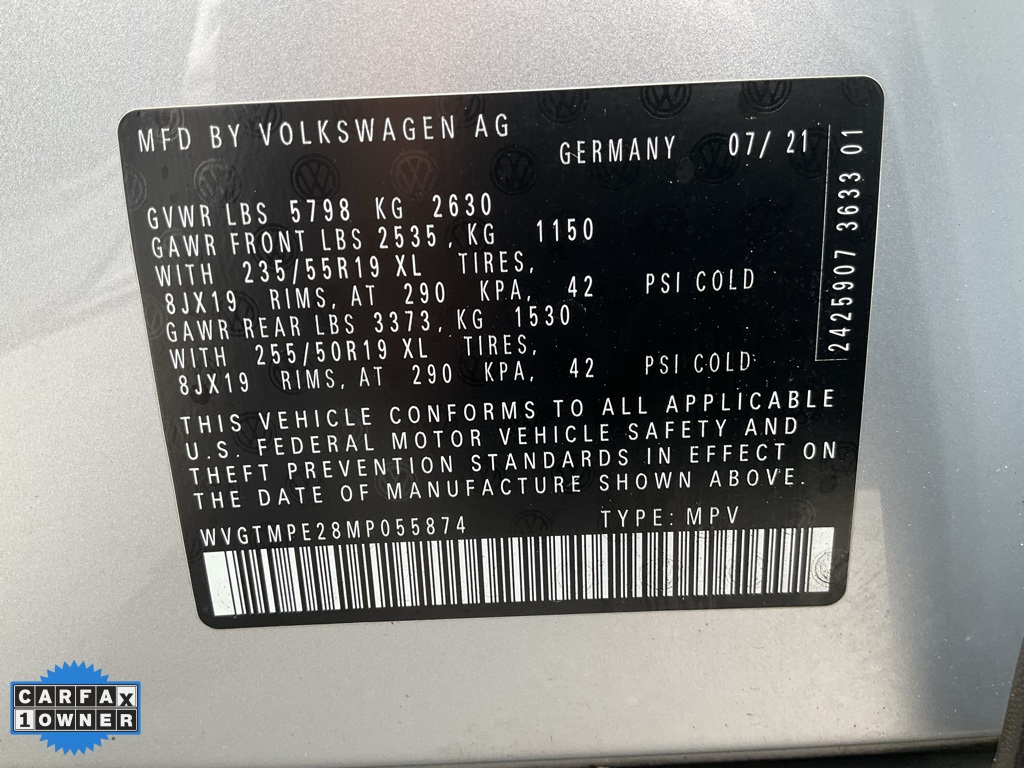 MFD BY VOLKSWAGEN AG
GERMANY 07/ 21
GVWR LBS 5798 KG 2630
GAWR FRONT LBS 2535, KG 1150
WITH 235/55R19 XL TIRES,
8JX19 RIMS, AT 290 KPA, 42 PSI COLD
GAWR REAR LBS 3373, KG 1530
WITH 255/50R19 XL TIRES,
8JX19 RIMS, AT 290 KPA, 42 PSI COLD
THIS VEHICLE CONFORMS TO ALL APPLICABLE
U.S. FEDERAL MOTOR VEHICLE SAFETY AND
THEFT PREVENTION STANDARDS IN EFFECT ON
THE DATE OF MANUFACTURE SHOWN ABOVE.
WVGTMPE28MP055874 TYPE: MPV
2425907 3633 01
CARFAX
1 OWNER